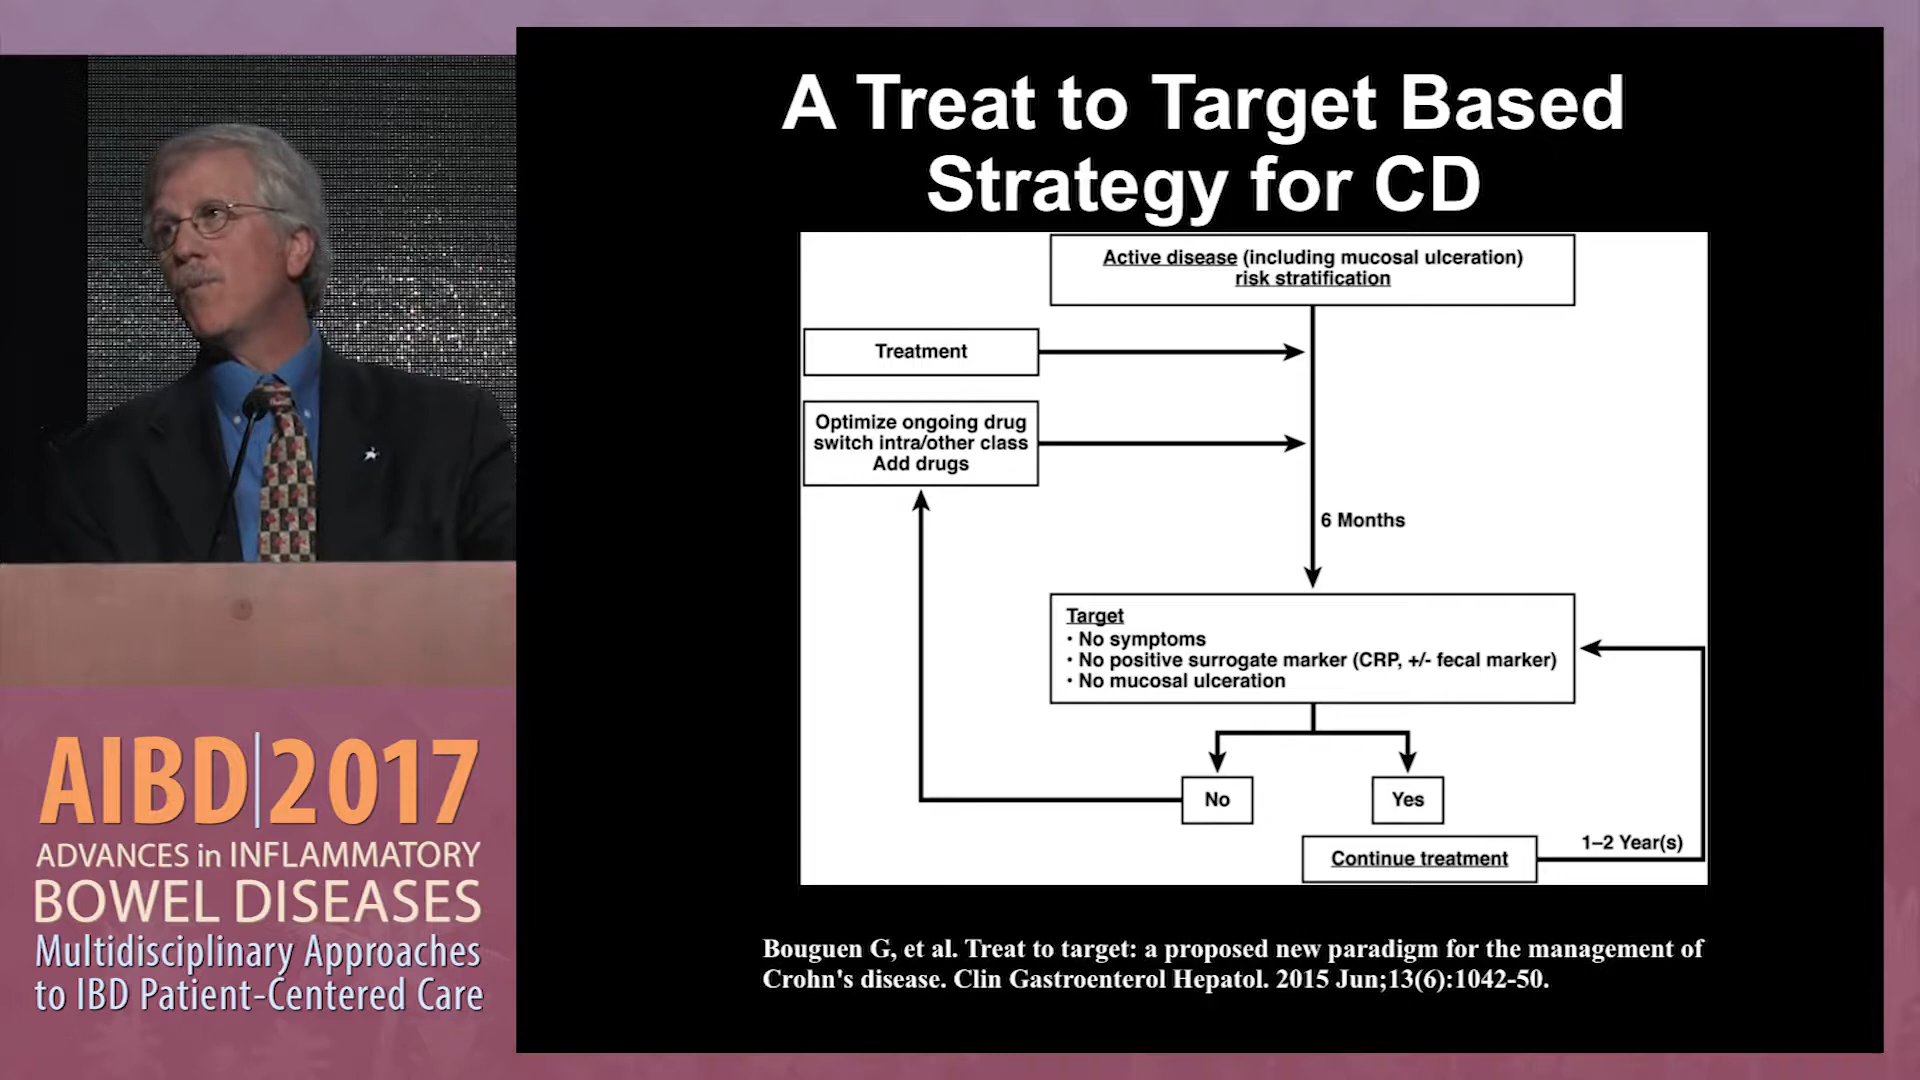 A Treat to Target Based
Strategy for CD
Active disease (including mucosal ulceration)
risk stratification
Treatment
Optimize ongoing drug
switch intra/other class
Add drugs
6 Months
Target
· No symptoms
· No positive surrogate marker (CRP, +/- fecal marker)
· No mucosal ulceration
No
Yes
Continue treatment
1–2 Year(s)
Bouguen G, et al. Treat to target: a proposed new paradigm for the management of
Crohn's disease. Clin Gastroenterol Hepatol. 2015 Jun;13(6):1042-50.
AIBD|2017
ADVANCES in INFLAMMATORY
BOWEL DISEASES
Multidisciplinary Approaches
to IBD Patient-Centered Care